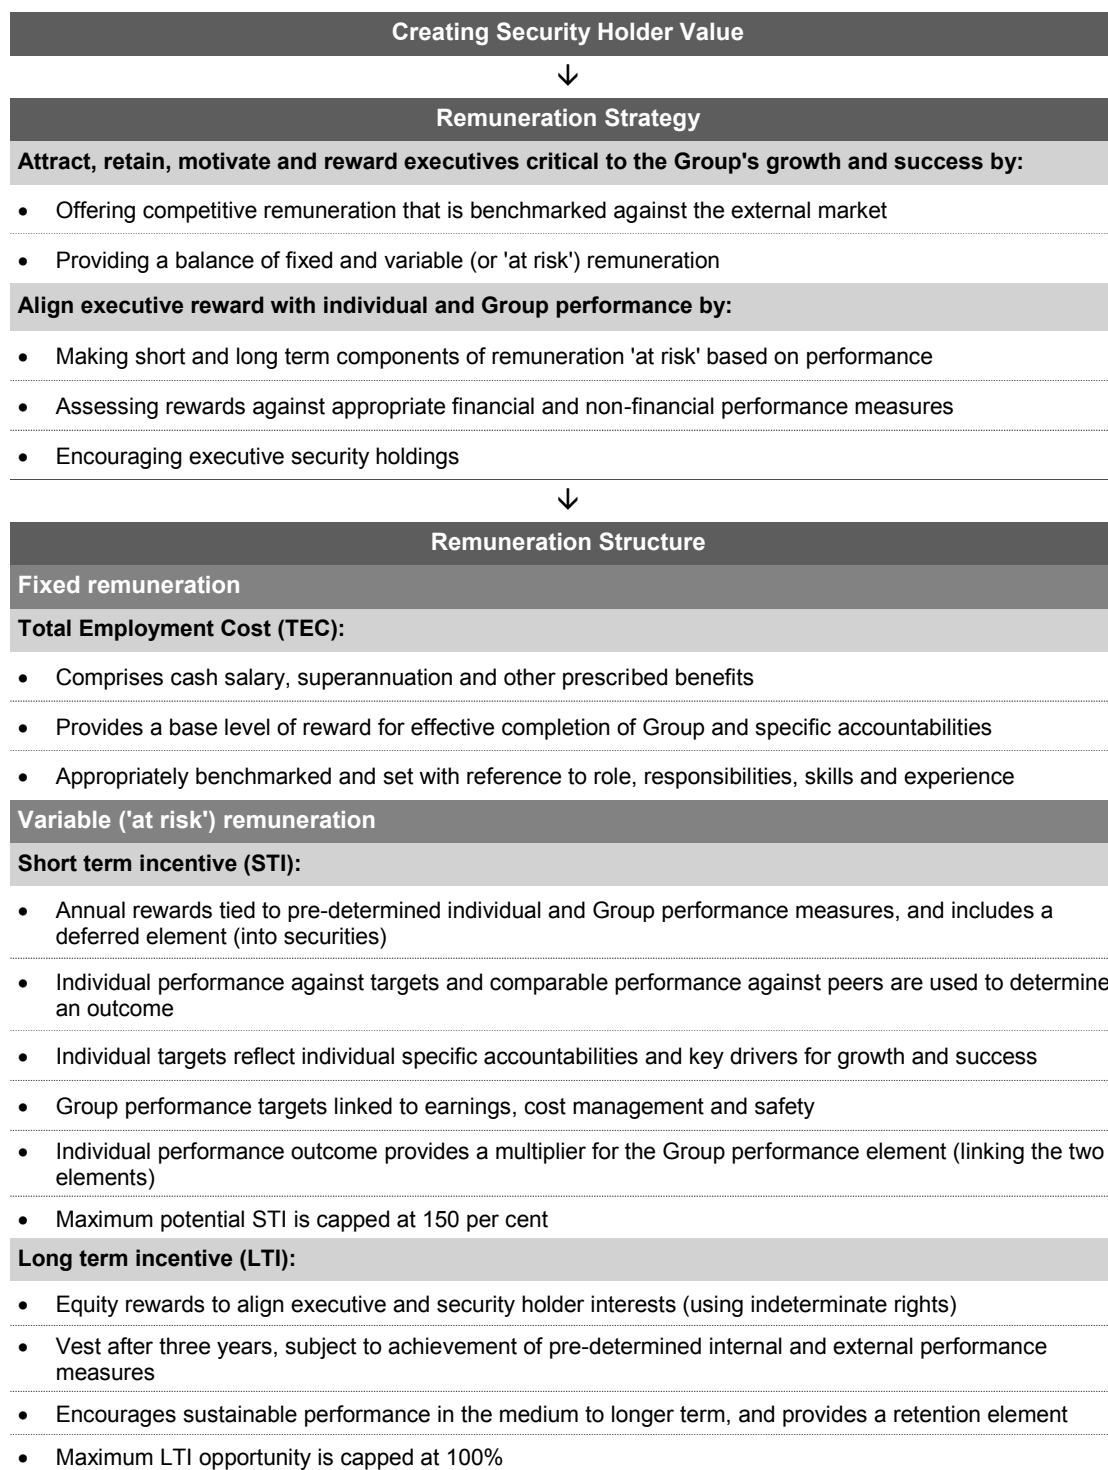 Creating Security Holder Value
↓
Remuneration Strategy
Attract, retain, motivate and reward executives critical to the Group's growth and success by:
• Offering competitive remuneration that is benchmarked against the external market
• Providing a balance of fixed and variable (or 'at risk') remuneration
Align executive reward with individual and Group performance by:
• Making short and long term components of remuneration 'at risk' based on performance
• Assessing rewards against appropriate financial and non-financial performance measures
• Encouraging executive security holdings
↓
Remuneration Structure
Fixed remuneration
Total Employment Cost (TEC):
• Comprises cash salary, superannuation and other prescribed benefits
• Provides a base level of reward for effective completion of Group and specific accountabilities
• Appropriately benchmarked and set with reference to role, responsibilities, skills and experience
Variable ('at risk') remuneration
Short term incentive (STI):
• Annual rewards tied to pre-determined individual and Group performance measures, and includes a
deferred element (into securities)
• Individual performance against targets and comparable performance against peers are used to determine
an outcome
• Individual targets reflect individual specific accountabilities and key drivers for growth and success
• Group performance targets linked to earnings, cost management and safety
• Individual performance outcome provides a multiplier for the Group performance element (linking the two
elements)
• Maximum potential STI is capped at 150 per cent
Long term incentive (LTI):
• Equity rewards to align executive and security holder interests (using indeterminate rights)
• Vest after three years, subject to achievement of pre-determined internal and external performance
measures
• Encourages sustainable performance in the medium to longer term, and provides a retention element
• Maximum LTI opportunity is capped at 100%